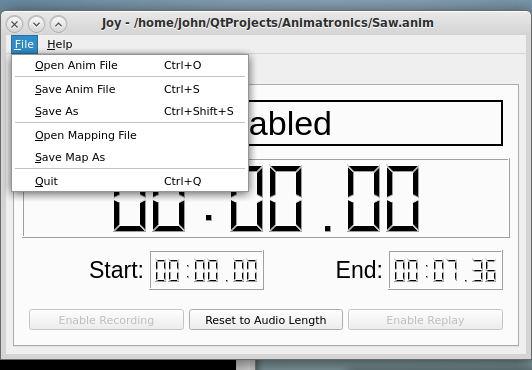 Joy - /home/john/QtProjects/Animatronics/Saw.anim
File Help
Open Anim File Ctrl+O
Save Anim File Ctrl+S
Save As Ctrl+Shift+S
Open Mapping File
Save Map As
Quit Ctrl+Q
abled
00:00.00
Start: 00:00.00 End: 00:07.36
Enable Recording Reset to Audio Length Enable Replay